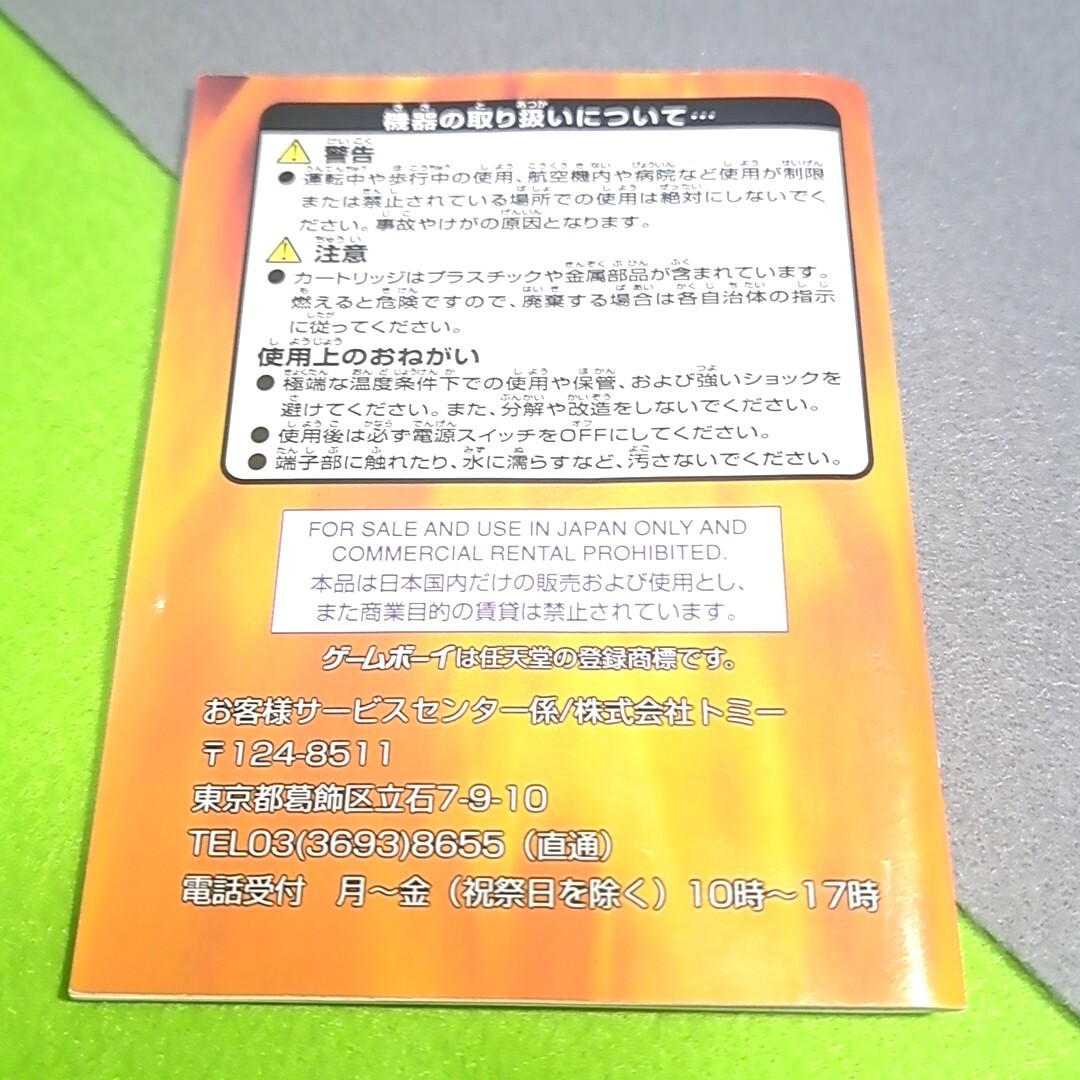 機器の取り扱いについて…
警告
●運転中や歩行中の使用、航空機内や病院など使用が制限
または禁止されている場所での使用は絶対にしないでく
ださい。事故やけがの原因となります。
注意
●カートリッジはプラスチックや金属部品が含まれています。
燃えると危険ですので、廃棄する場合は各自治体の指示
に従ってください。
使用上のおねがい
●極端な温度条件下での使用や保管、および強いショックを
避けてください。また、分解や改造をしないでください。
●使用後は必ず電源スイッチをOFFにしてください。
●端子部に触れたり、水に濡らすなど、汚さないでください。
FOR SALE AND USE IN JAPAN ONLY AND
COMMERCIAL RENTAL PROHIBITED.
本品は日本国内だけの販売および使用とし、
また商業目的の賃貸は禁止されています。
ゲームボーイは任天堂の登録商標です。
お客様サービスセンター係/株式会社トミー
〒124-8511
東京都葛飾区立石7-9-10
TEL03(3693)8655（直通）
電話受付　月〜金（祝祭日を除く）10時〜17時